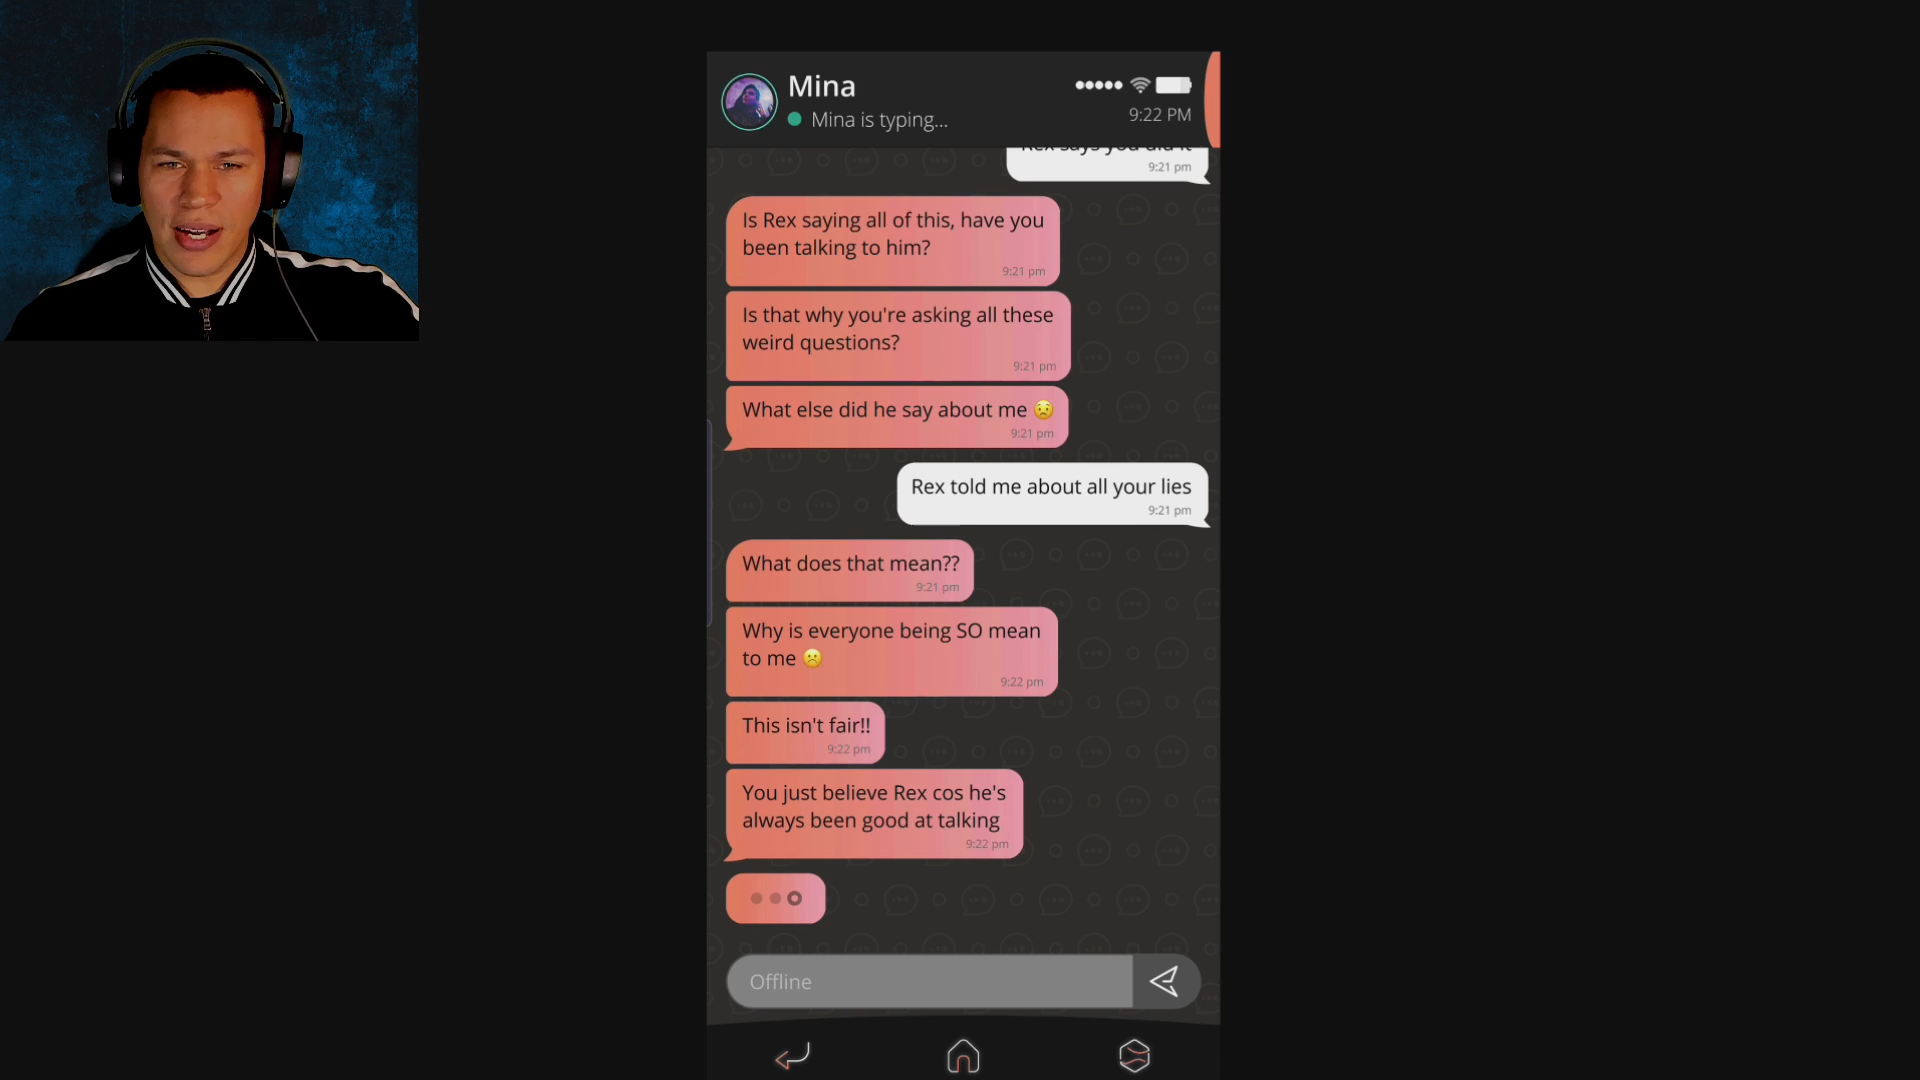 Mina
Mina is typing...
9:22 PM
Rex says you did it
9:21 pm
Is Rex saying all of this, have you
been talking to him?
9:21 pm
Is that why you're asking all these
weird questions?
9:21 pm
What else did he say about me 😟
9:21 pm
Rex told me about all your lies
9:21 pm
What does that mean??
9:21 pm
Why is everyone being SO mean
to me ☹️
9:22 pm
This isn't fair!!
9:22 pm
You just believe Rex cos he's
always been good at talking
9:22 pm
Offline